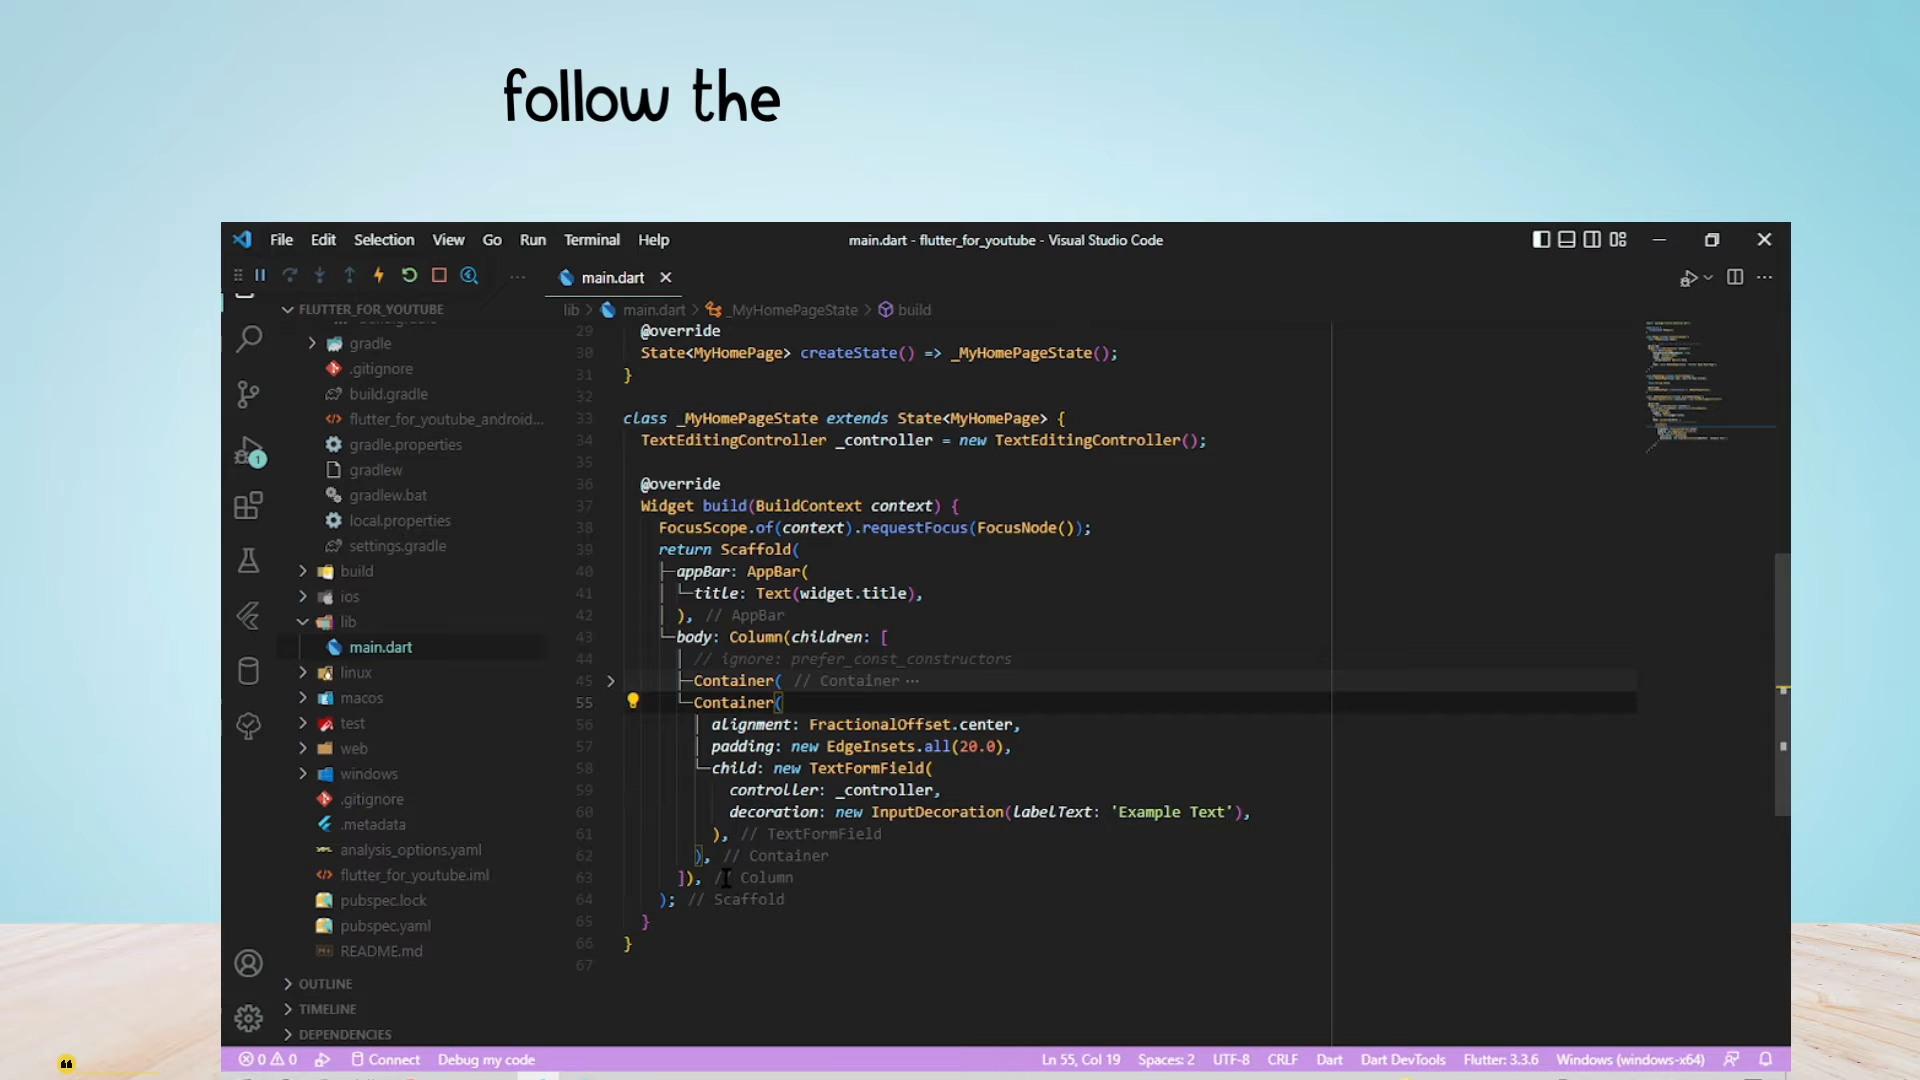 follow the
File Edit Selection View Go Run Terminal Help
main.dart - flutter_for_youtube - Visual Studio Code
main.dart
FLUTTER_FOR_YOUTUBE
lib > main.dart > _MyHomePageState > build
gradle
.gitignore
build.gradle
flutter_for_youtube_android...
gradle.properties
gradlew
gradlew.bat
local.properties
settings.gradle
build
ios
lib
main.dart
linux
macos
test
web
windows
.gitignore
.metadata
analysis_options.yaml
flutter_for_youtube.iml
pubspec.lock
pubspec.yaml
README.md
OUTLINE
TIMELINE
DEPENDENCIES
1
29 @override
30 State<MyHomePage> createState() => _MyHomePageState();
31 }
32
33 class _MyHomePageState extends State<MyHomePage> {
34 TextEditingController _controller = new TextEditingController();
35
36 @override
37 Widget build(BuildContext context) {
38 FocusScope.of(context).requestFocus(FocusNode());
39 return Scaffold(
40 appBar: AppBar(
41 title: Text(widget.title),
42 ), // AppBar
43 body: Column(children: [
44 // ignore: prefer_const_constructors
45 Container( // Container ...
55 Container(
56 alignment: FractionalOffset.center,
57 padding: new EdgeInsets.all(20.0),
58 child: new TextFormField(
59 controller: _controller,
60 decoration: new InputDecoration(labelText: 'Example Text'),
61 ), // TextFormField
62 ), // Container
63 ]), // Column
64 ); // Scaffold
65 }
66 }
67
0 0 Connect Debug my code
Ln 55, Col 19 Spaces: 2 UTF-8 CRLF Dart Dart DevTools Flutter: 3.3.6 Windows (windows-x64)